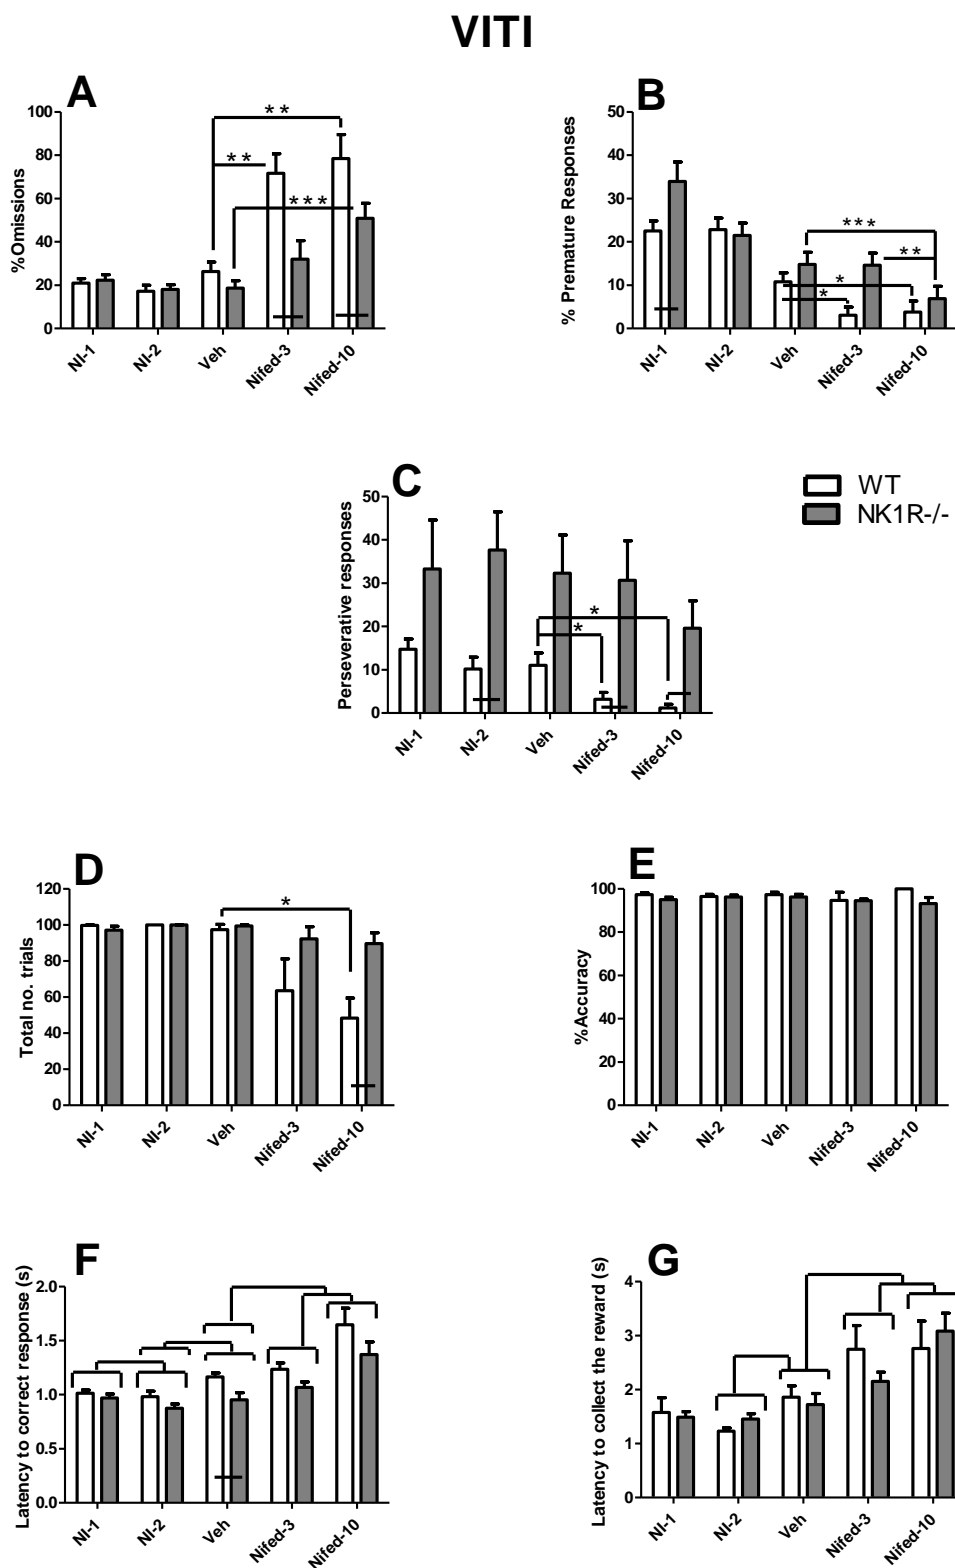 VITI
A
%Omissions
100
80
60
40
20
0
**
**
***
NI-1
NI-2
Veh
Nifed-3
Nifed-10
B
% Premature Responses
50
40
30
20
10
0
***
**
*
*
NI-1
NI-2
Veh
Nifed-3
Nifed-10
C
Perseverative responses
50
40
30
20
10
0
*
*
NI-1
NI-2
Veh
Nifed-3
Nifed-10
WT
NK1R-/-
D
Total no. trials
120
100
80
60
40
20
0
*
NI-1
NI-2
Veh
Nifed-3
Nifed-10
E
%Accuracy
100
80
60
40
20
0
NI-1
NI-2
Veh
Nifed-3
Nifed-10
F
Latency to correct response (s)
2.0
1.5
1.0
0.5
0.0
NI-1
NI-2
Veh
Nifed-3
Nifed-10
G
Latency to collect the reward (s)
4
3
2
1
0
NI-1
NI-2
Veh
Nifed-3
Nifed-10